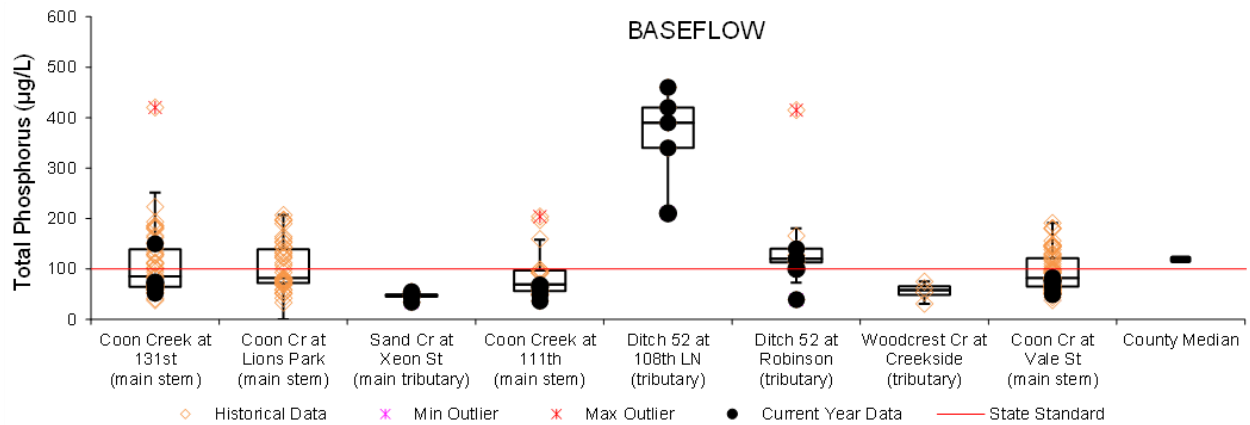 BASEFLOW
Total Phosphorus (µg/L)
600
500
400
300
200
100
0
Coon Creek at 131st (main stem)
Coon Cr at Lions Park (main stem)
Sand Cr at Xeon St (main tributary)
Coon Creek at 111th (main stem)
Ditch 52 at 108th LN (tributary)
Ditch 52 at Robinson (tributary)
Woodcrest Cr at Creekside (tributary)
Coon Cr at Vale St (main stem)
County Median
Historical Data
Min Outlier
Max Outlier
Current Year Data
State Standard